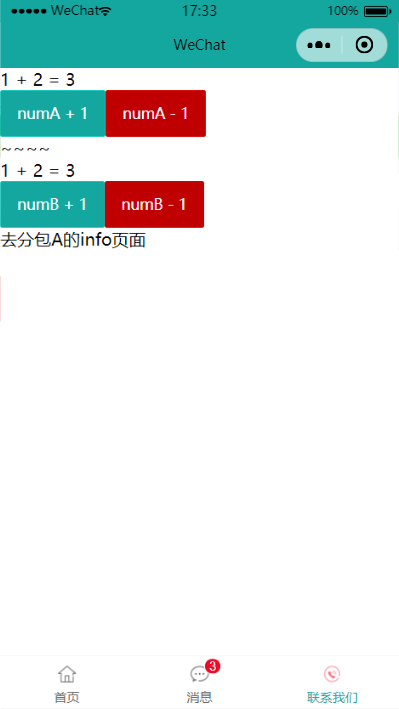 ●●●●● WeChat 17:33 100%
WeChat
1 + 2 = 3
numA + 1 numA - 1
~~~~
1 + 2 = 3
numB + 1 numB - 1
去分包A的info页面
3
首页 消息 联系我们